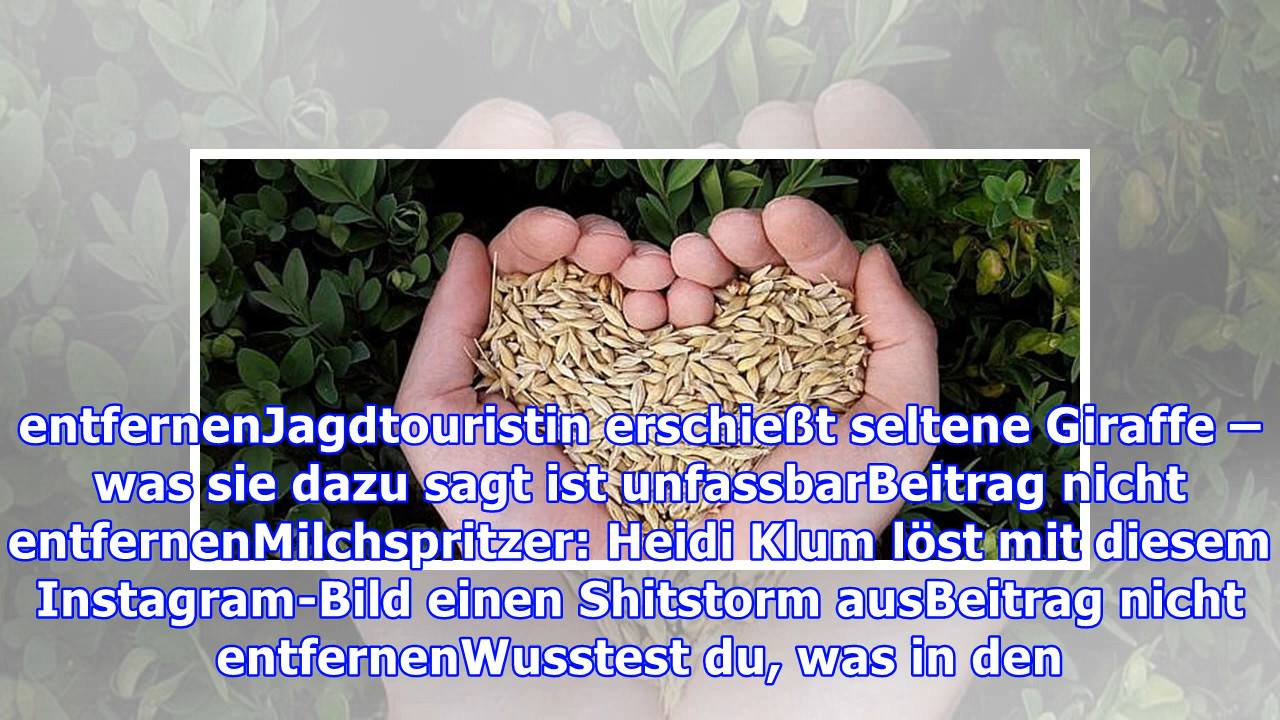 entfernenJagdtouristin erschießt seltene Giraffe –
was sie dazu sagt ist unfassbarBeitrag nicht
entfernenMilchspritzer: Heidi Klum löst mit diesem
Instagram-Bild einen Shitstorm ausBeitrag nicht
entfernenWusstest du, was in den